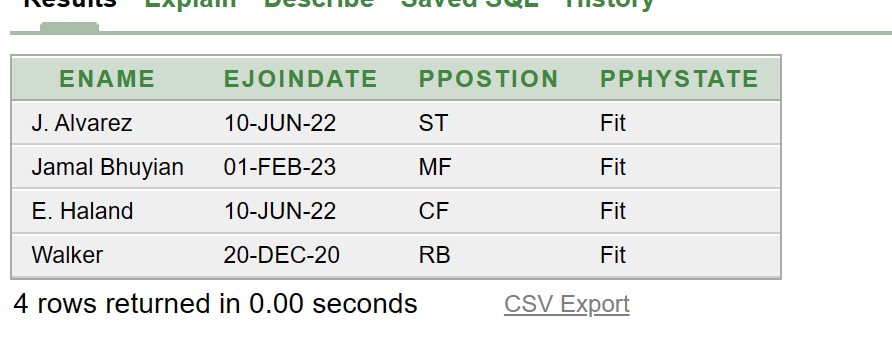 Results Explain Describe Saved SQL History
ENAME EJOINDATE PPOSTION PPHYSTATE
J. Alvarez 10-JUN-22 ST Fit
Jamal Bhuyian 01-FEB-23 MF Fit
E. Haland 10-JUN-22 CF Fit
Walker 20-DEC-20 RB Fit
4 rows returned in 0.00 seconds CSV Export